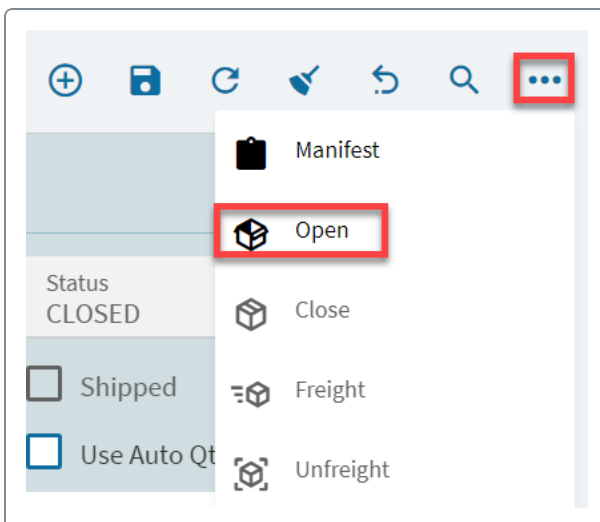 Manifest
Open
Status
CLOSED
Close
Shipped
Freight
Use Auto Qt
Unfreight